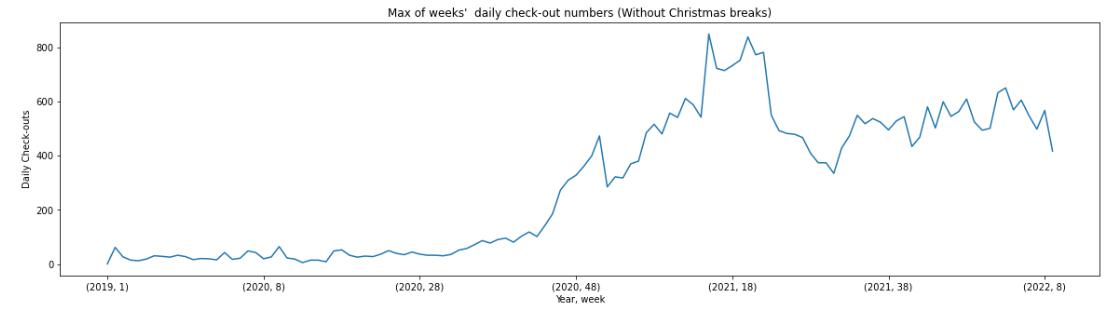 Max of weeks'  daily check-out numbers (Without Christmas breaks)
800
600
400
200
0
Daily Check-outs
(2019, 1) (2020, 8) (2020, 28) (2020, 48) (2021, 18) (2021, 38) (2022, 8)
Year, week